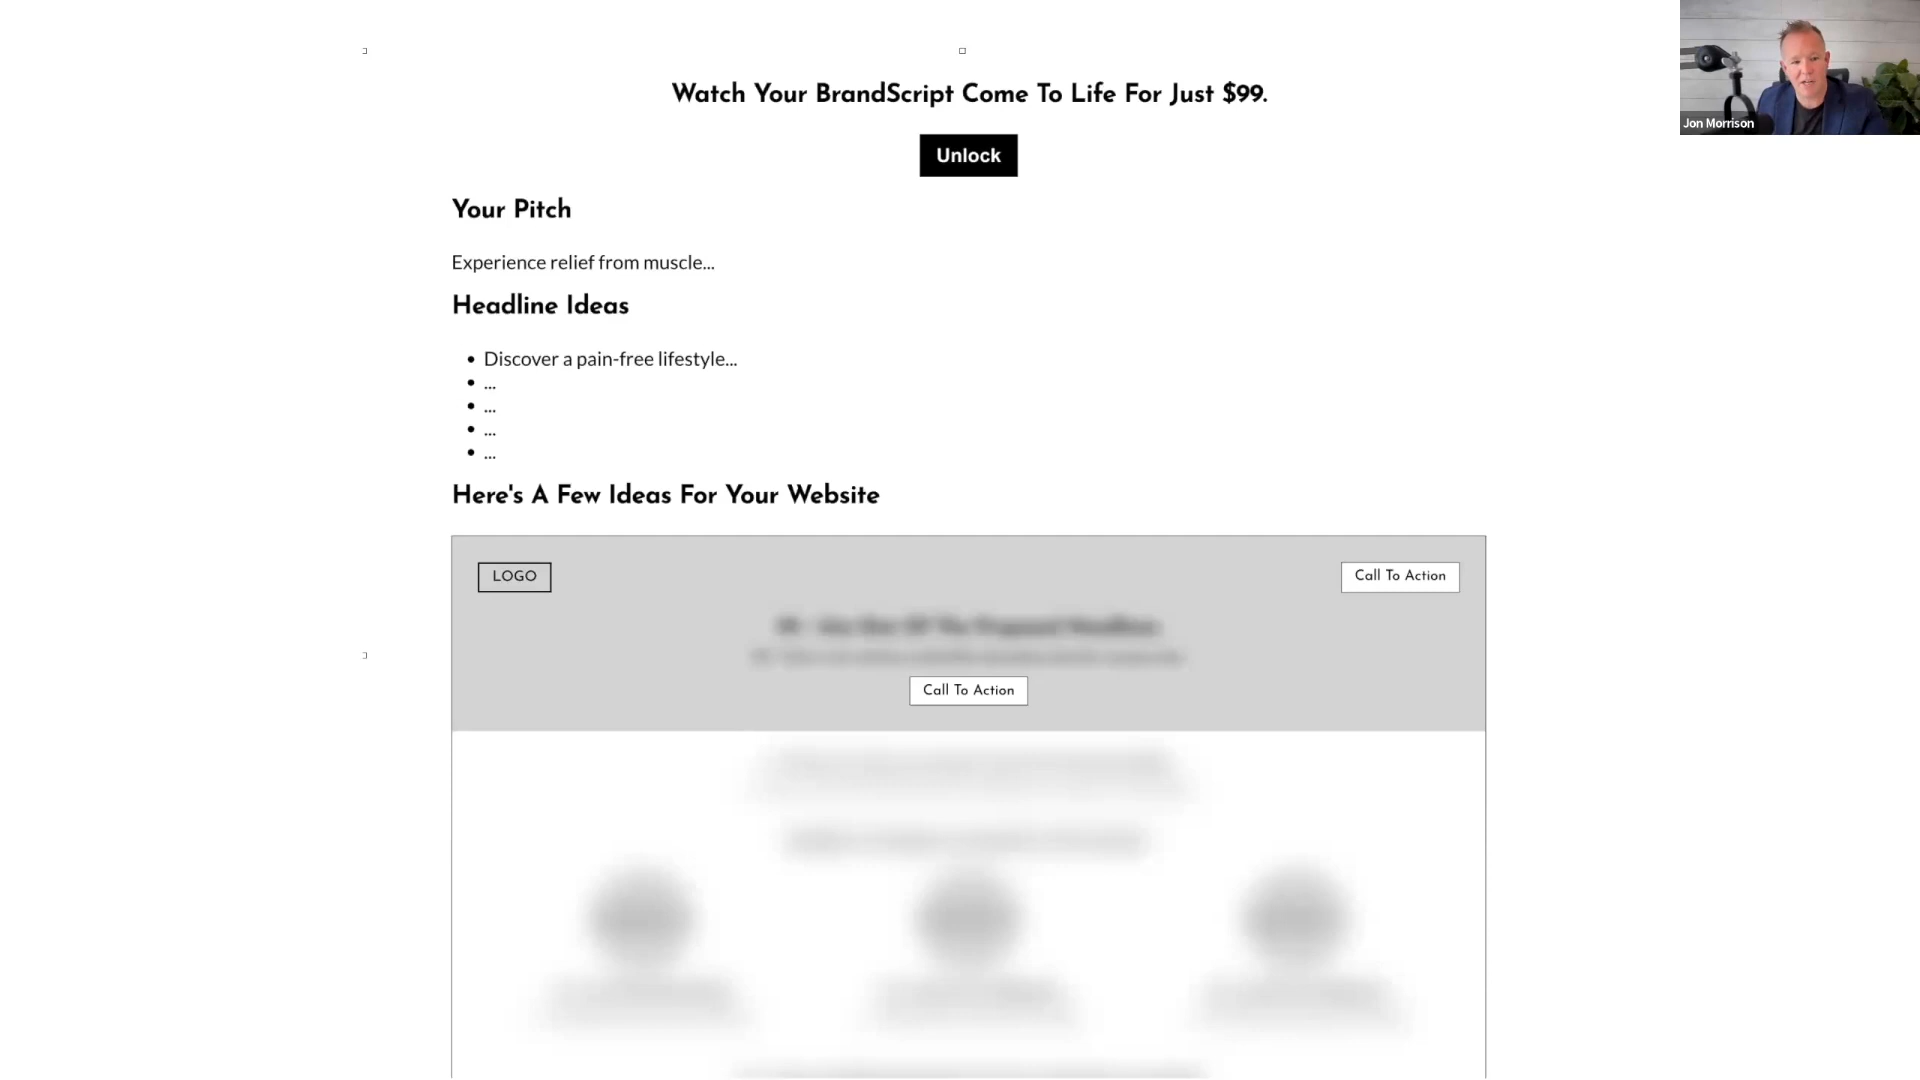 Watch Your BrandScript Come To Life For Just $99.
Unlock
Jon Morrison
Your Pitch
Experience relief from muscle...
Headline Ideas
• Discover a pain-free lifestyle...
• ...
• ...
• ...
• ...
Here's A Few Ideas For Your Website
LOGO
Call To Action
Call To Action